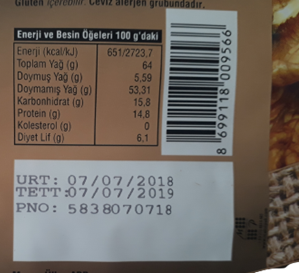 Gluten içerebilir. Ceviz alerjen grubundadır.
Enerji ve Besin Öğeleri 100 g'daki
Enerji (kcal/kJ) 651/2723,7
Toplam Yağ (g) 64
Doymuş Yağ (g) 5,59
Doymamış Yağ (g) 53,31
Karbonhidrat (g) 15,8
Protein (g) 14,8
Kolesterol (g) 0
Diyet Lif (g) 6,1
8 699118 009566
URT: 07/07/2018
TETT:07/07/2019
PNO: 5838070718